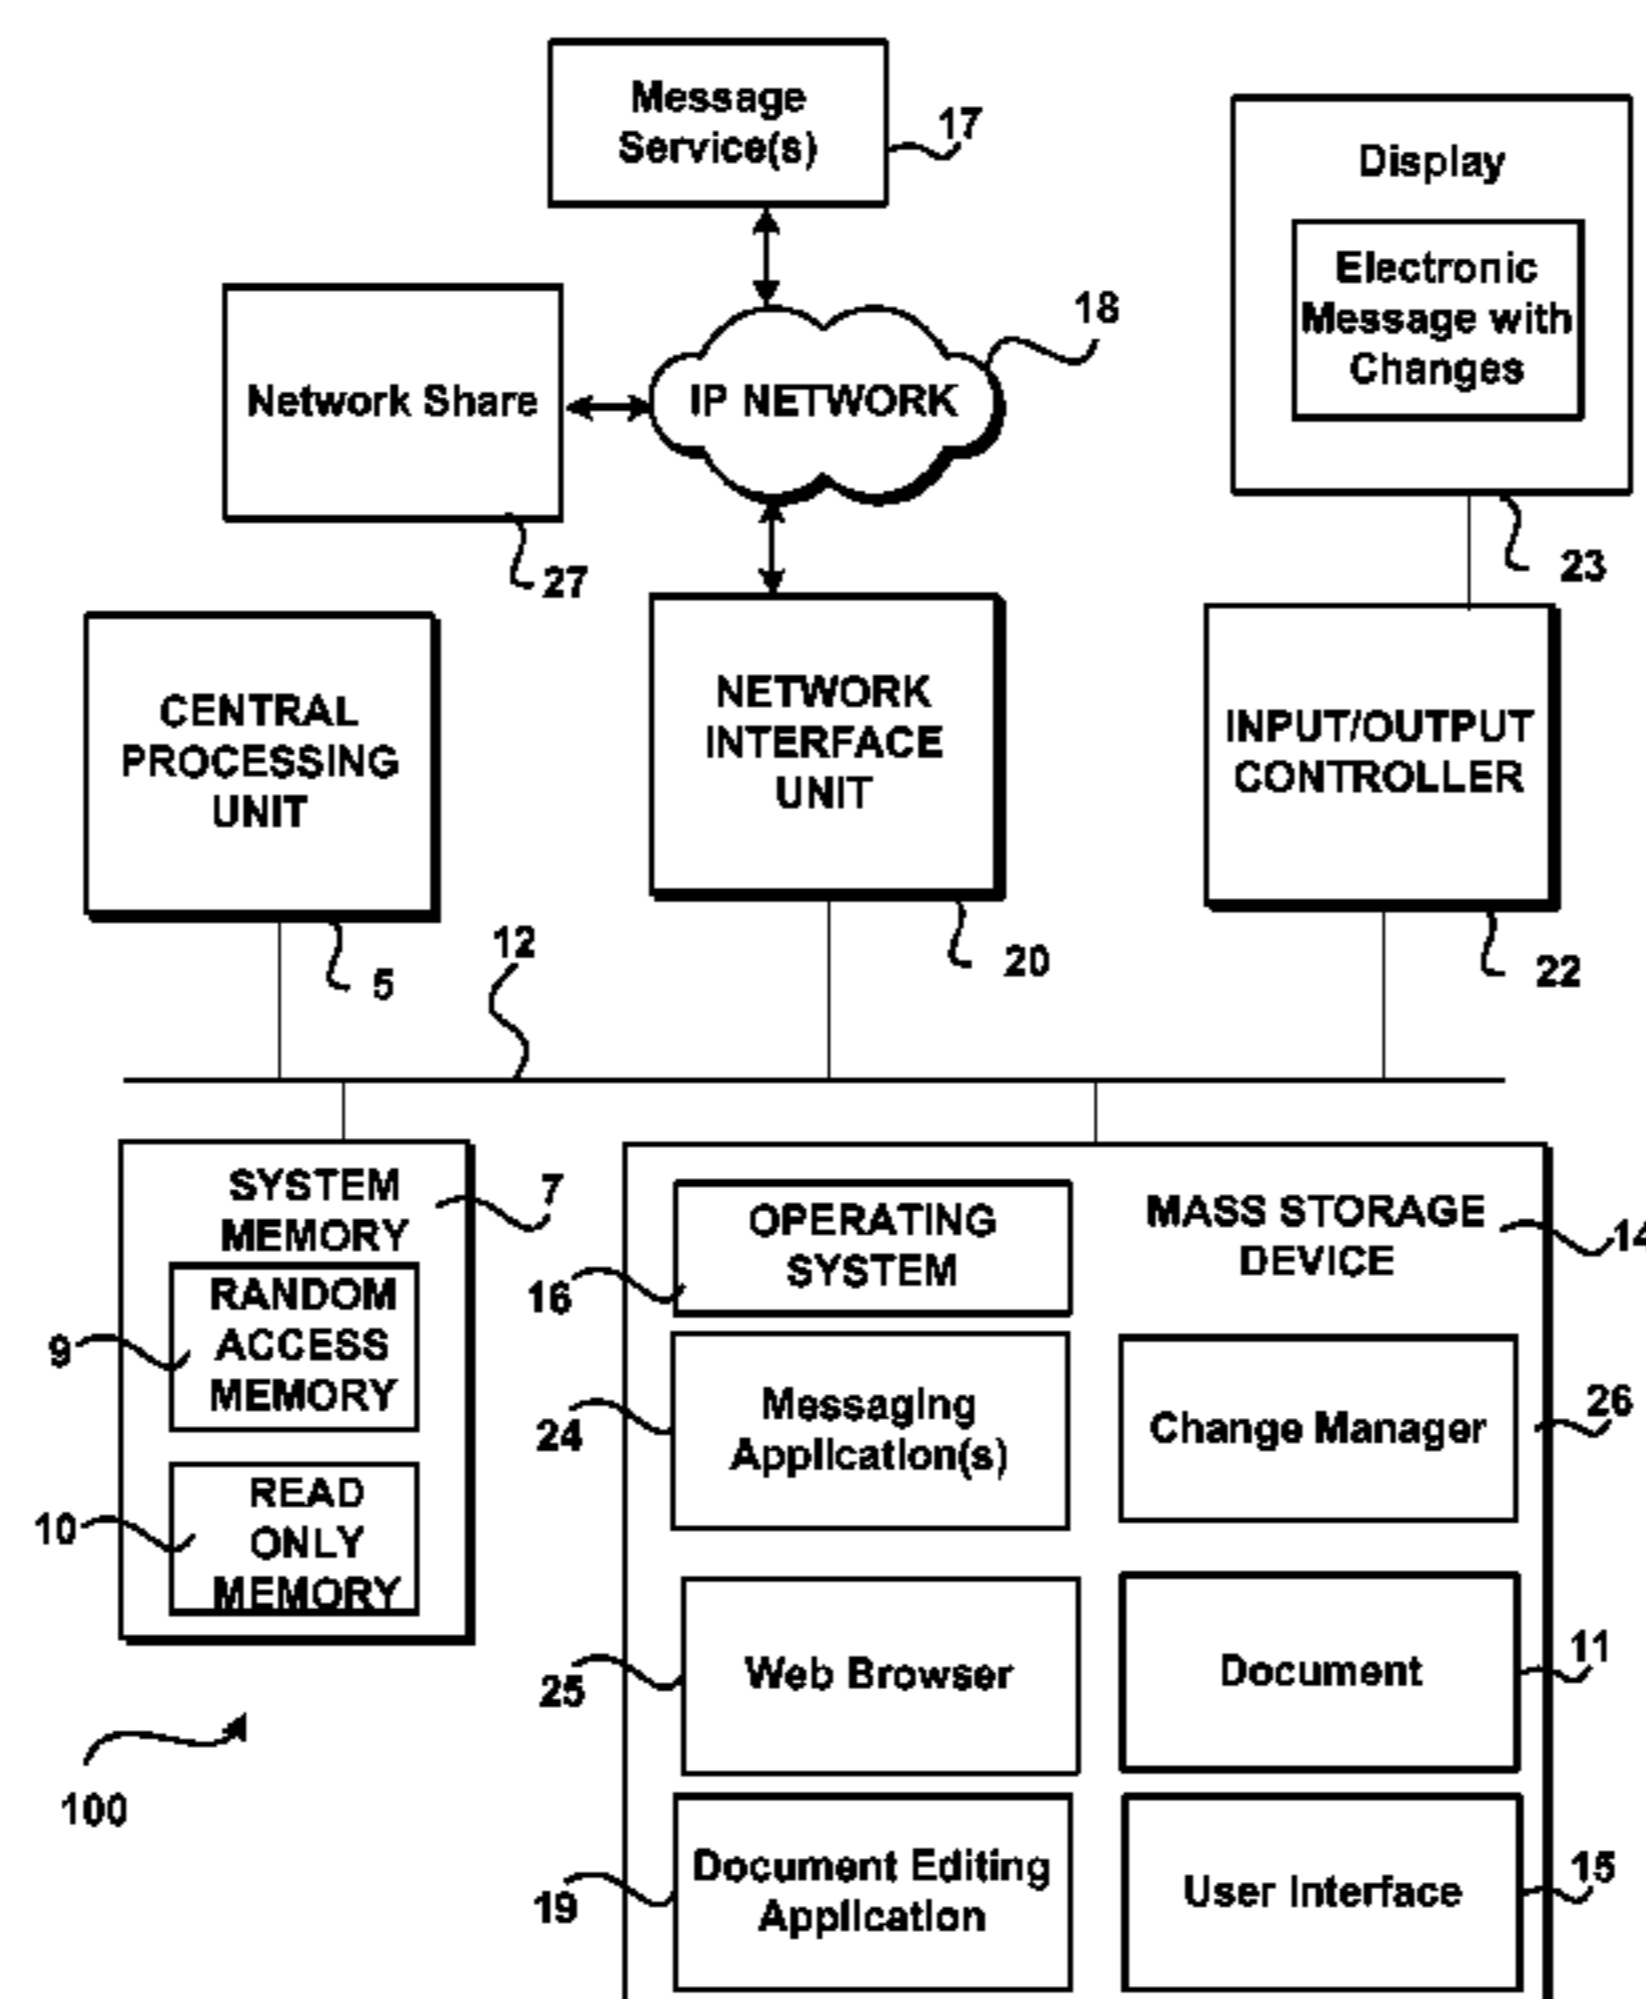 Message
Service(s)
17
Display
Electronic
Message with
Changes
18
Network Share
IP NETWORK
23
27
CENTRAL
PROCESSING
UNIT
NETWORK
INTERFACE
UNIT
INPUT/OUTPUT
CONTROLLER
12
5
20
22
SYSTEM
MEMORY
7
OPERATING
SYSTEM
MASS STORAGE
DEVICE
14
16
RANDOM
ACCESS
MEMORY
9
Messaging
Application(s)
24
Change Manager
26
READ
ONLY
MEMORY
10
Web Browser
25
Document
11
100
Document Editing
Application
19
User Interface
15